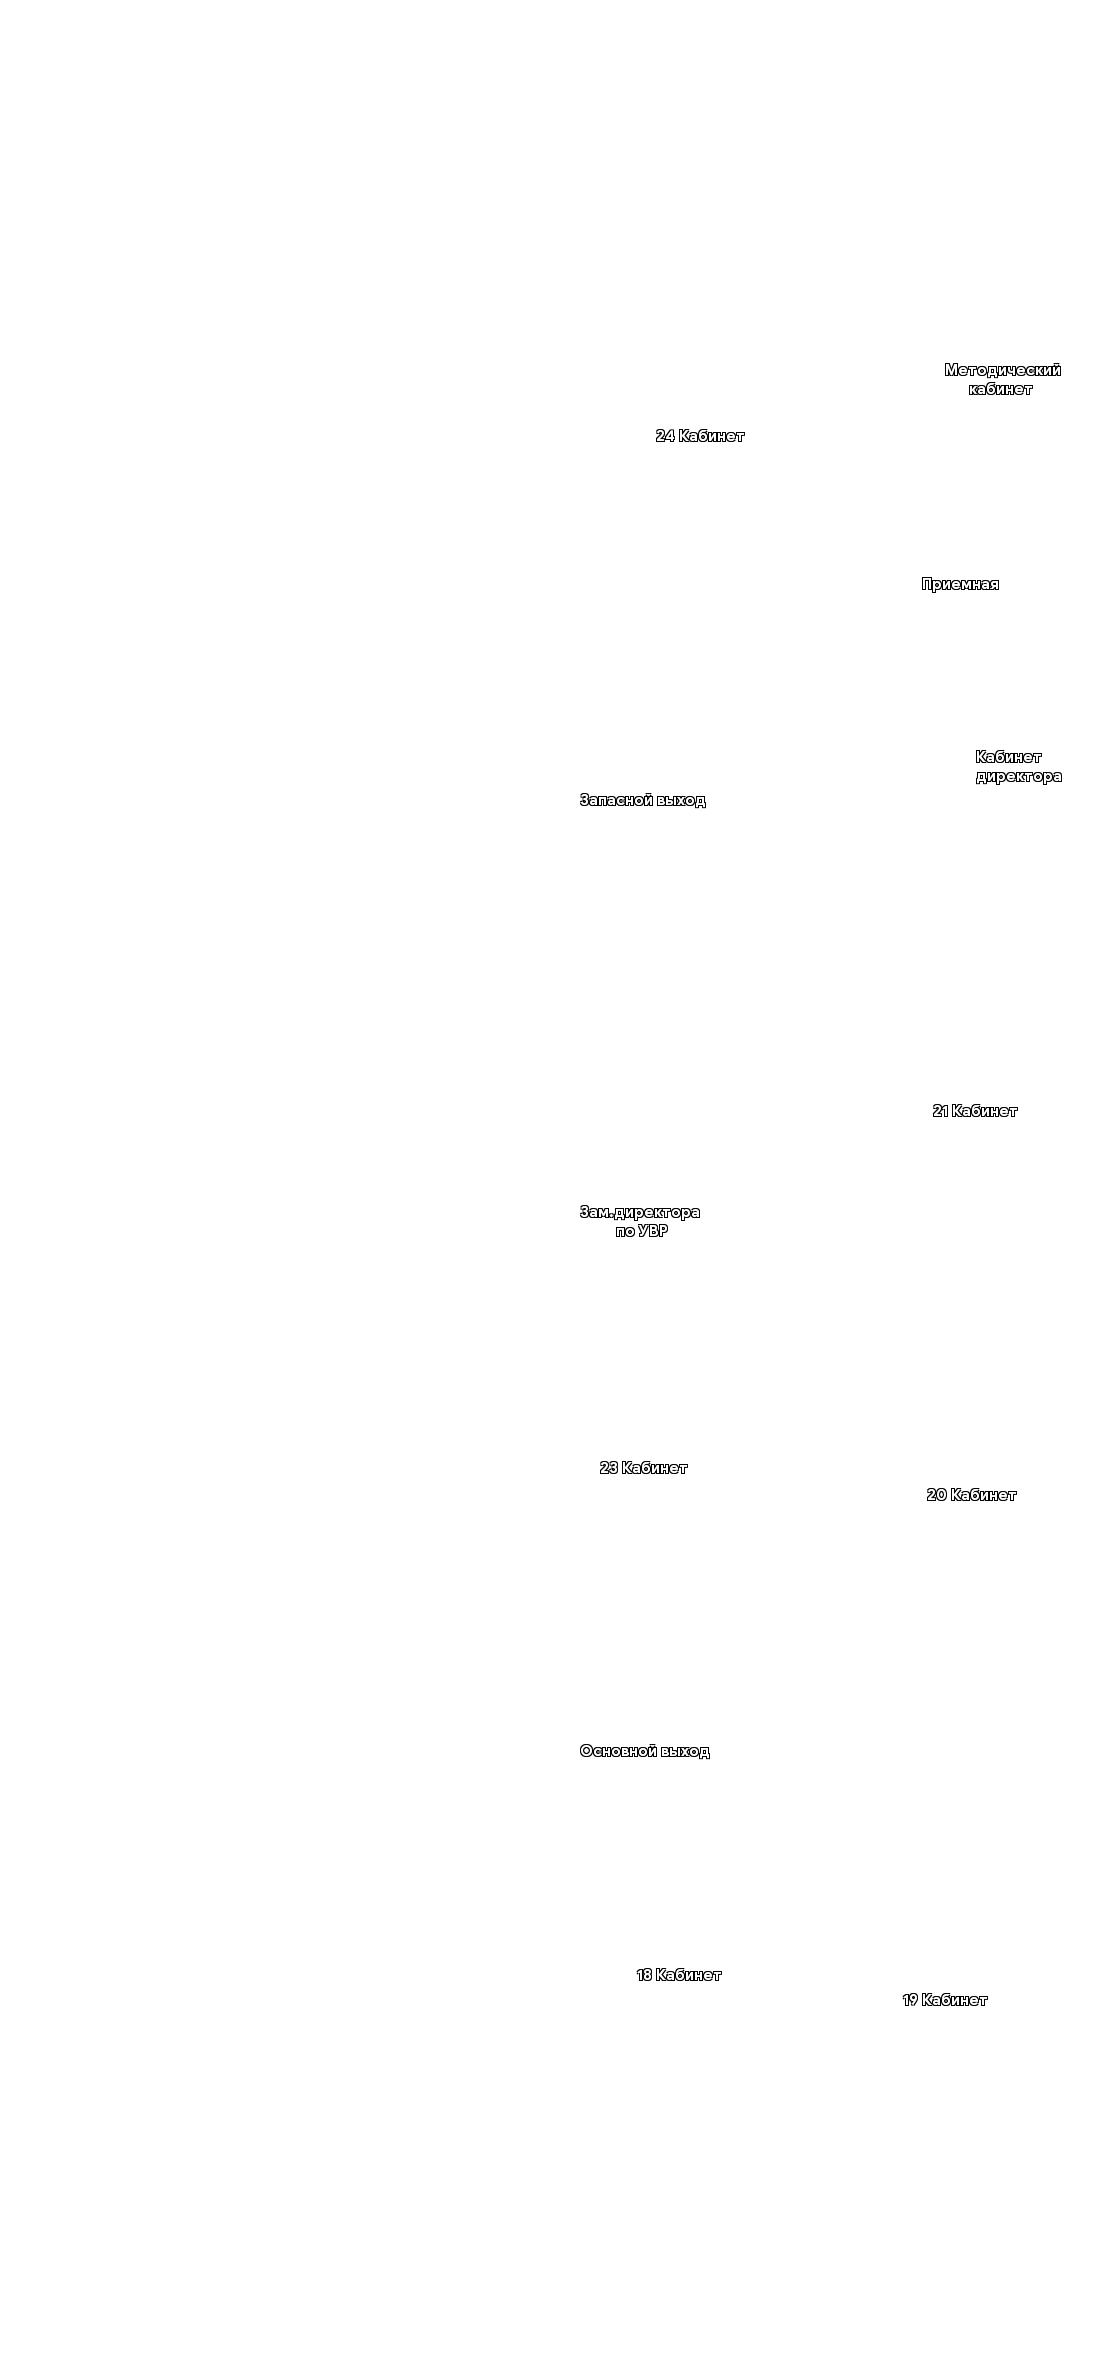 Методический
кабинет
24 Кабинет
Приемная
Кабинет
директора
Запасной выход
21 Кабинет
Зам.директора
по УВР
23 Кабинет
20 Кабинет
Основной выход
18 Кабинет
19 Кабинет